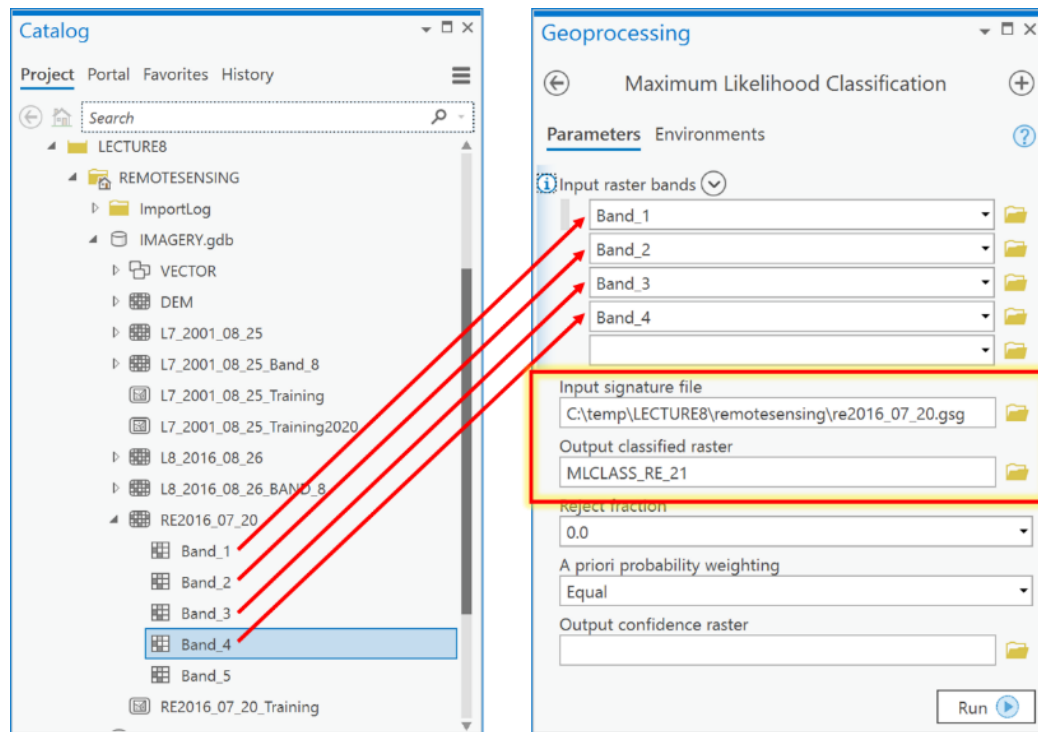 Catalog
Project Portal Favorites History
Search
LECTURE8
REMOTESENSING
ImportLog
IMAGERY.gdb
VECTOR
DEM
L7_2001_08_25
L7_2001_08_25_Band_8
L7_2001_08_25_Training
L7_2001_08_25_Training2020
L8_2016_08_26
L8_2016_08_26_BAND_8
RE2016_07_20
Band_1
Band_2
Band_3
Band_4
Band_5
RE2016_07_20_Training
Geoprocessing
Maximum Likelihood Classification
Parameters Environments
Input raster bands
Band_1
Band_2
Band_3
Band_4
Input signature file
C:\temp\LECTURE8\remotesensing\re2016_07_20.gsg
Output classified raster
MLCLASS_RE_21
Reject fraction
0.0
A priori probability weighting
Equal
Output confidence raster
Run